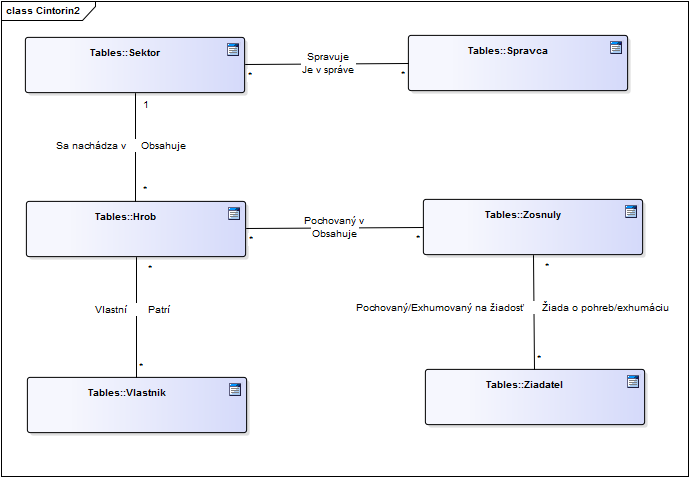 class Cintorin2
Tables::Sektor
Tables::Spravca
Spravuje
Je v správe
*
*
1
Sa nachádza v
Obsahuje
*
Tables::Hrob
Tables::Zosnuly
Pochovaný v
Obsahuje
*
*
*
*
Vlastní
Patrí
Pochovaný/Exhumovaný na žiadosť
Žiada o pohreb/exhumáciu
*
*
Tables::Vlastnik
Tables::Ziadatel